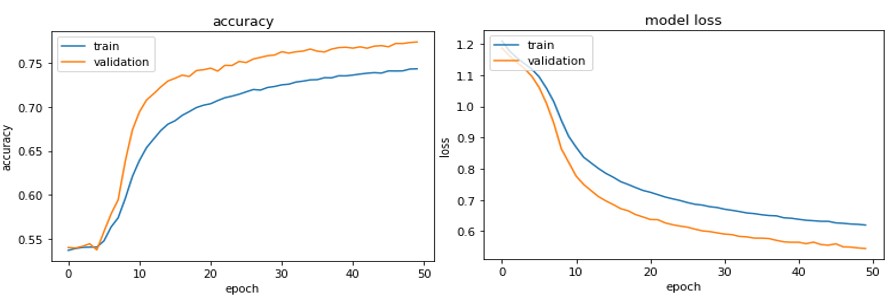 accuracy
train
validation
0.75
0.70
0.65
0.60
0.55
accuracy
0 10 20 30 40 50
epoch
model loss
train
validation
1.2
1.1
1.0
0.9
0.8
0.7
0.6
loss
0 10 20 30 40 50
epoch